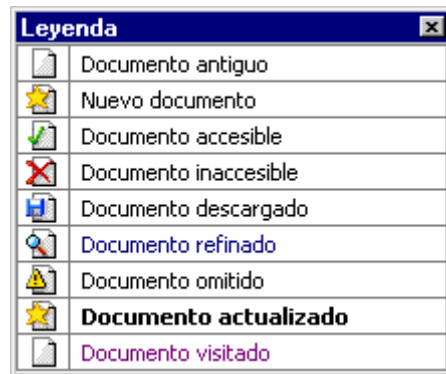 Leyenda
Documento antiguo
Nuevo documento
Documento accesible
Documento inaccesible
Documento descargado
Documento refinado
Documento omitido
Documento actualizado
Documento visitado